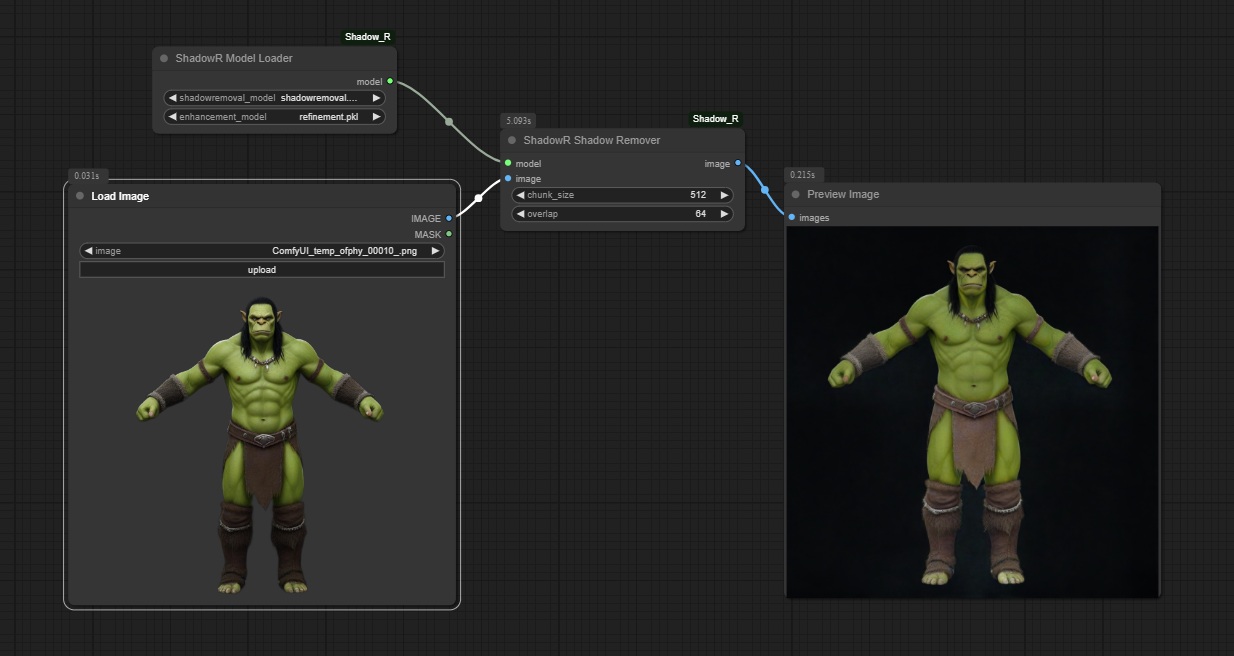 Shadow_R
ShadowR Model Loader
model
shadowremoval_model shadowremoval....
enhancement_model refinement.pkl
0.031s
Load Image
IMAGE
MASK
image ComfyUI_temp_ofphy_00010_.png
upload
5.093s
Shadow_R
ShadowR Shadow Remover
model image
image
chunk_size 512
overlap 64
0.215s
Preview Image
images